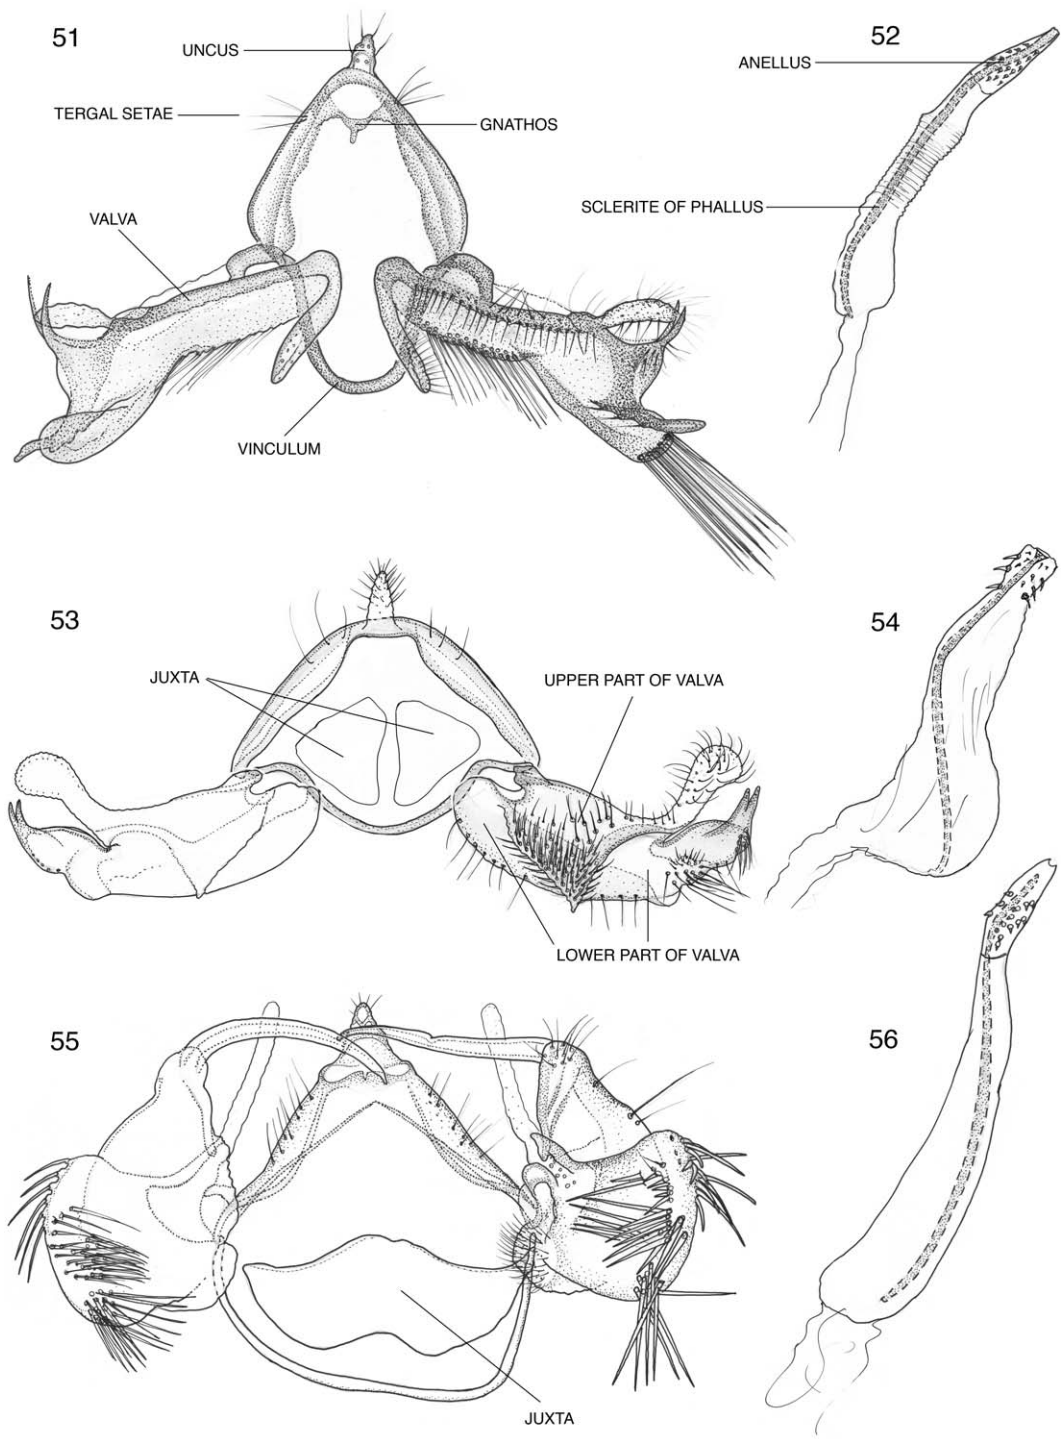 51
UNCUS
TERGAL SETAE
GNATHOS
VALVA
VINCULUM
52
ANELLUS
SCLERITE OF PHALLUS
53
JUXTA
UPPER PART OF VALVA
LOWER PART OF VALVA
54
55
JUXTA
56